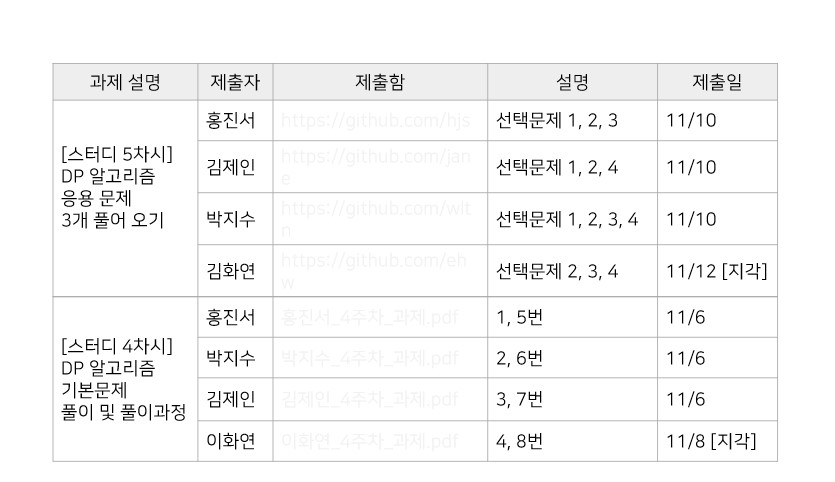 과제 설명 제출자 제출함 설명 제출일
[스터디 5차시]
DP 알고리즘
응용 문제
3개 풀어 오기
홍진서 https://github.com/hjs 선택문제 1, 2, 3 11/10
김제인 https://github.com/jan
e 선택문제 1, 2, 4 11/10
박지수 https://github.com/wlt
n 선택문제 1, 2, 3, 4 11/10
김화연 https://github.com/eh
w 선택문제 2, 3, 4 11/12 [지각]
[스터디 4차시]
DP 알고리즘
기본문제
풀이 및 풀이과정
홍진서 홍진서_4주차_과제.pdf 1, 5번 11/6
박지수 박지수_4주차_과제.pdf 2, 6번 11/6
김제인 김제인_4주차_과제.pdf 3, 7번 11/6
이화연 이화연_4주차_과제.pdf 4, 8번 11/8 [지각]